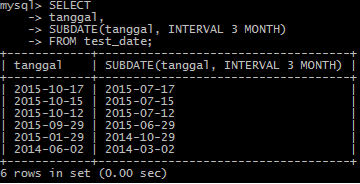 mysql> SELECT
    -> tanggal,
    -> SUBDATE(tanggal, INTERVAL 3 MONTH)
    -> FROM test_date;
+------------+------------------------------------+
| tanggal    | SUBDATE(tanggal, INTERVAL 3 MONTH) |
+------------+------------------------------------+
| 2015-10-17 | 2015-07-17                         |
| 2015-10-15 | 2015-07-15                         |
| 2015-10-12 | 2015-07-12                         |
| 2015-09-29 | 2015-06-29                         |
| 2015-01-29 | 2014-10-29                         |
| 2014-06-02 | 2014-03-02                         |
+------------+------------------------------------+
6 rows in set (0.00 sec)